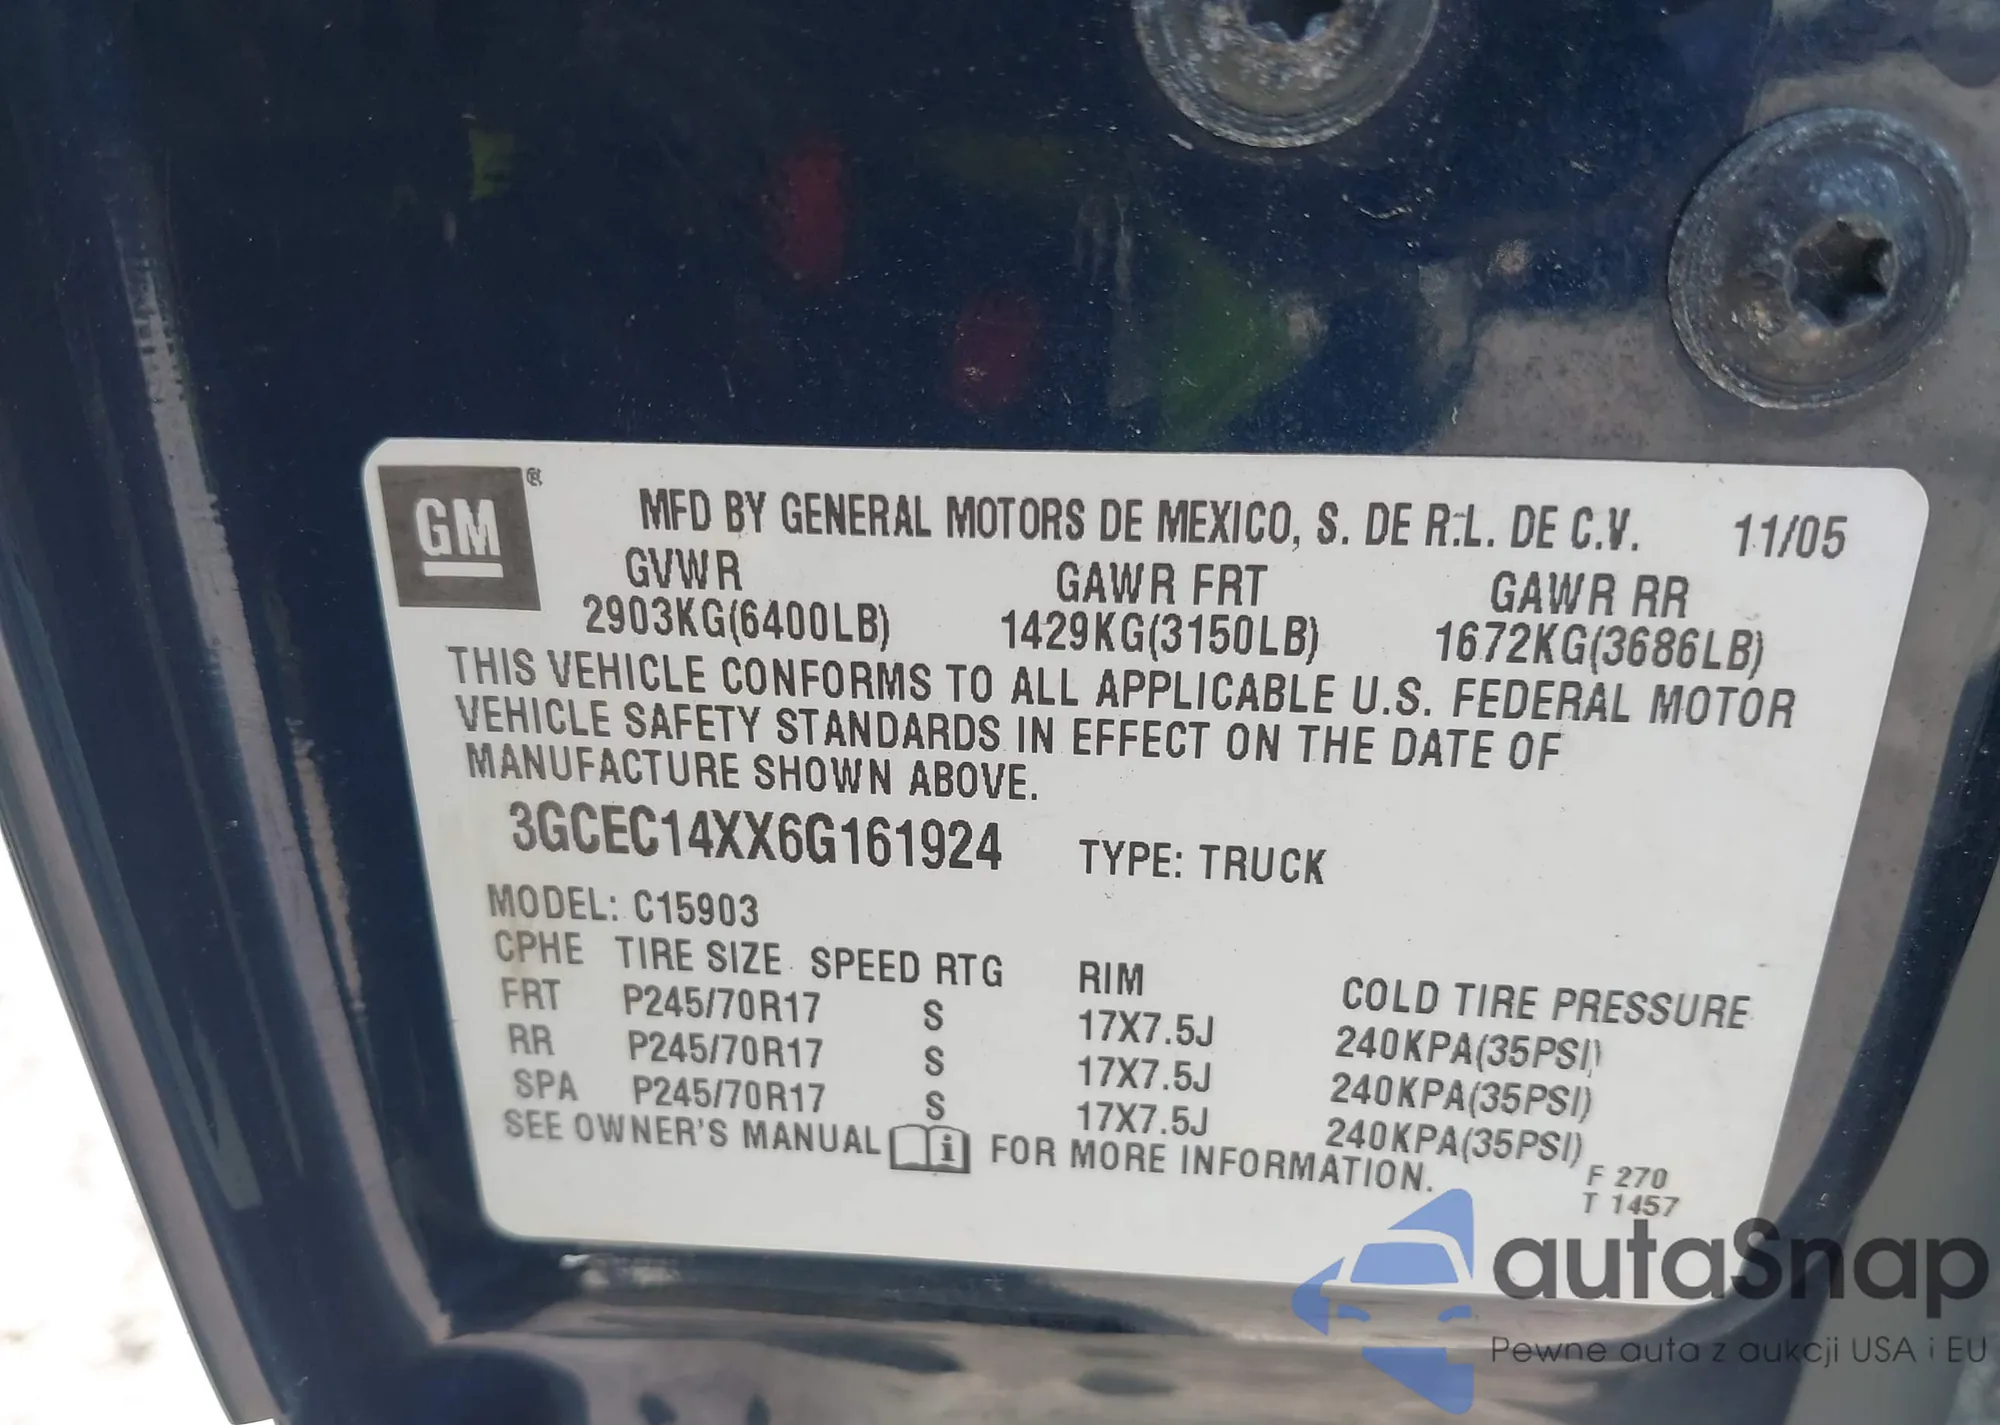 GM ®
MFD BY GENERAL MOTORS DE MEXICO, S. DE R.L. DE C.V. 11/05
GVWR GAWR FRT GAWR RR
2903KG(6400LB) 1429KG(3150LB) 1672KG(3686LB)
THIS VEHICLE CONFORMS TO ALL APPLICABLE U.S. FEDERAL MOTOR
VEHICLE SAFETY STANDARDS IN EFFECT ON THE DATE OF
MANUFACTURE SHOWN ABOVE.
3GCEC14XX6G161924 TYPE: TRUCK
MODEL: C15903
CPHE TIRE SIZE SPEED RTG RIM COLD TIRE PRESSURE
FRT P245/70R17 S 17X7.5J 240KPA(35PSI)
RR P245/70R17 S 17X7.5J 240KPA(35PSI)
SPA P245/70R17 S 17X7.5J 240KPA(35PSI)
SEE OWNER'S MANUAL i FOR MORE INFORMATION.
F 270
T 1457
autaSnap
Pewne auta z aukcji USA i EU